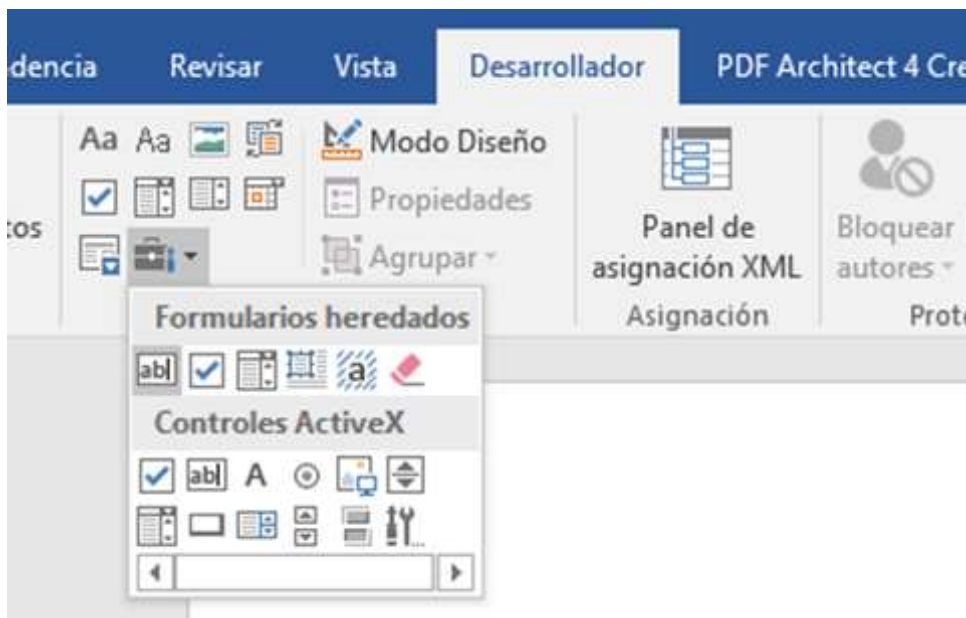 dencia Revisar Vista Desarrollador PDF Architect 4 Cre
Aa Aa Modo Diseño
Propiedades
tos Panel de Bloquear
Agrupar asignación XML autores
Formularios heredados Asignación Prote
abl
a
Controles ActiveX
abl A